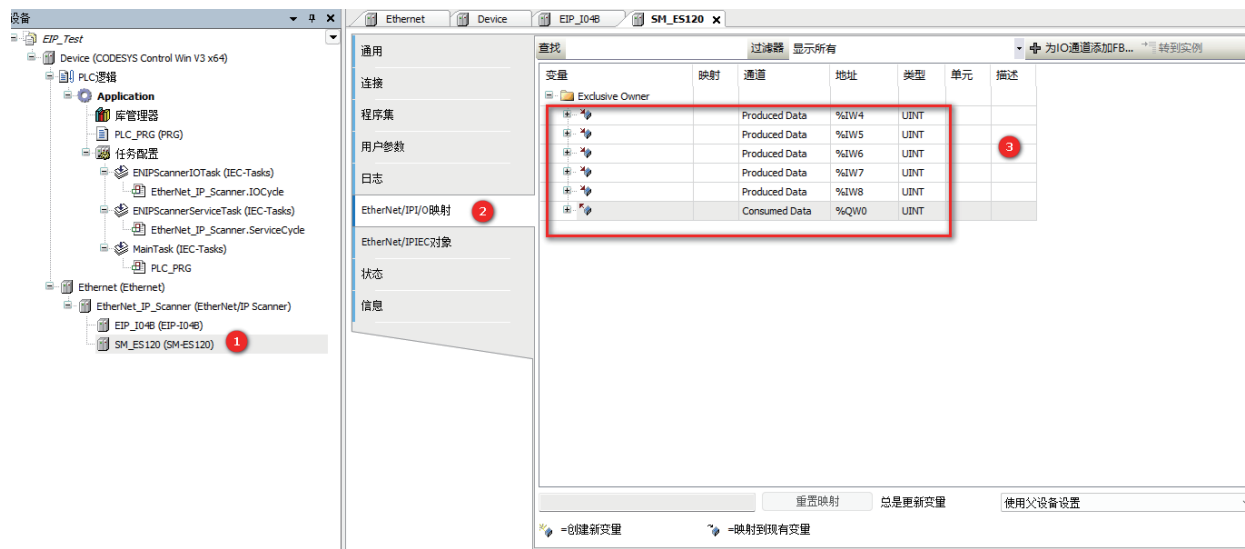 设备
EIP_Test
Device (CODESYS Control Win V3 x64)
PLC逻辑
Application
库管理器
PLC_PRG (PRG)
任务配置
ENIPScannerIOTask (IEC-Tasks)
EtherNet_IP_Scanner.IOCycle
ENIPScannerServiceTask (IEC-Tasks)
EtherNet_IP_Scanner.ServiceCycle
MainTask (IEC-Tasks)
PLC_PRG
Ethernet (Ethernet)
EtherNet_IP_Scanner (EtherNet/IP Scanner)
EIP_I04B (EIP-I04B)
SM_ES120 (SM-ES120) 1
Ethernet Device EIP_I04B SM_ES120
通用
连接
程序集
用户参数
日志
EtherNet/IPI/O映射 2
EtherNet/IPIEC对象
状态
信息
查找 过滤器 显示所有 为IO通道添加FB... 转到实例
变量 映射 通道 地址 类型 单元 描述
Exclusive Owner
Produced Data %IW4 UINT
Produced Data %IW5 UINT
Produced Data %IW6 UINT
3
Produced Data %IW7 UINT
Produced Data %IW8 UINT
Consumed Data %QW0 UINT
重置映射 总是更新变量 使用父设备设置
=创建新变量 =映射到现有变量